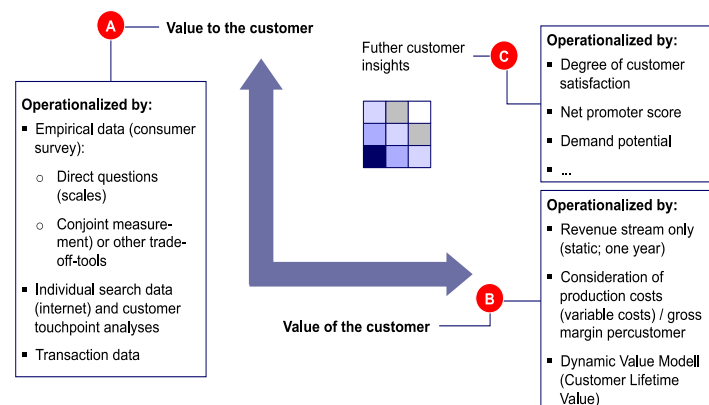 A
Value to the customer
Operationalized by:
▪ Empirical data (consumer
survey):
o Direct questions
(scales)
o Conjoint measure-
ment) or other trade-
off-tools
▪ Individual search data
(internet) and customer
touchpoint analyses
▪ Transaction data
Futher customer
insights
C
Operationalized by:
▪ Degree of customer
satisfaction
▪ Net promoter score
▪ Demand potential
▪ ...
B
Value of the customer
Operationalized by:
▪ Revenue stream only
(static; one year)
▪ Consideration of
production costs
(variable costs) / gross
margin percustomer
▪ Dynamic Value Modell
(Customer Lifetime
Value)